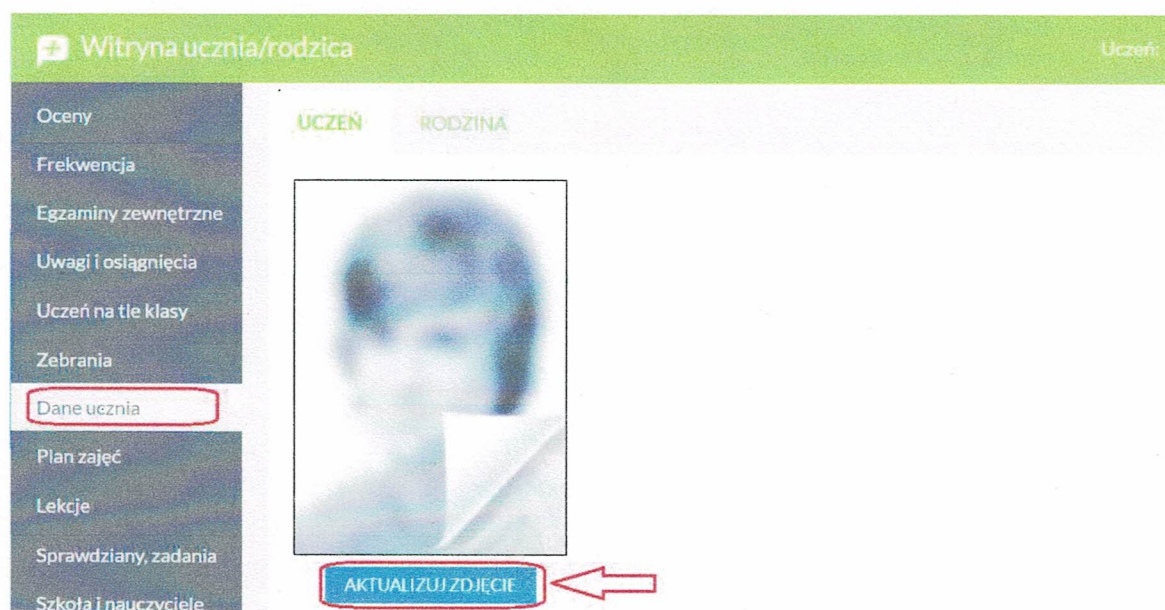 Witryna ucznia/rodzica
Uczeń:
Oceny
Frekwencja
Egzaminy zewnętrzne
Uwagi i osiągnięcia
Uczeń na tle klasy
Zebrania
Dane ucznia
Plan zajęć
Lekcje
Sprawdziany, zadania
Szkoła i nauczyciele
UCZEŃ RODZINA
AKTUALIZUJ ZDJĘCIE